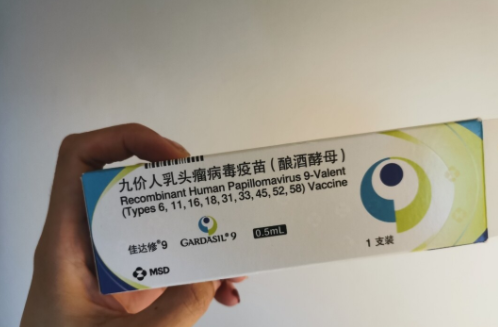 九价人乳头瘤病毒疫苗（酿酒酵母）
Recombinant Human Papillomavirus 9-Valent
(Types 6, 11, 16, 18, 31, 33, 45, 52, 58) Vaccine
佳达修®9
GARDASIL®9
0.5mL
1 支装
MSD